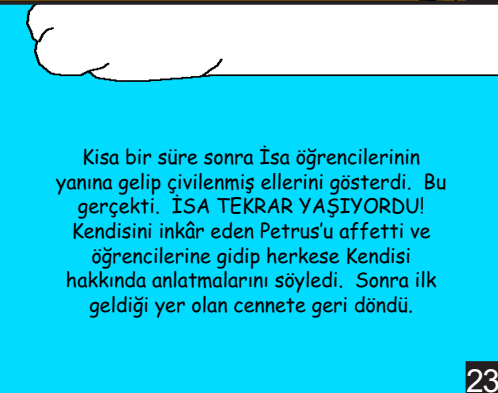 Kisa bir süre sonra İsa öğrencilerinin
yanına gelip çivilenmiş ellerini gösterdi. Bu
gerçekti. İSA TEKRAR YAŞIYORDU!
Kendisini inkâr eden Petrus'u affetti ve
öğrencilerine gidip herkese Kendisi
hakkında anlatmalarını söyledi. Sonra ilk
geldiği yer olan cennete geri döndü.
23